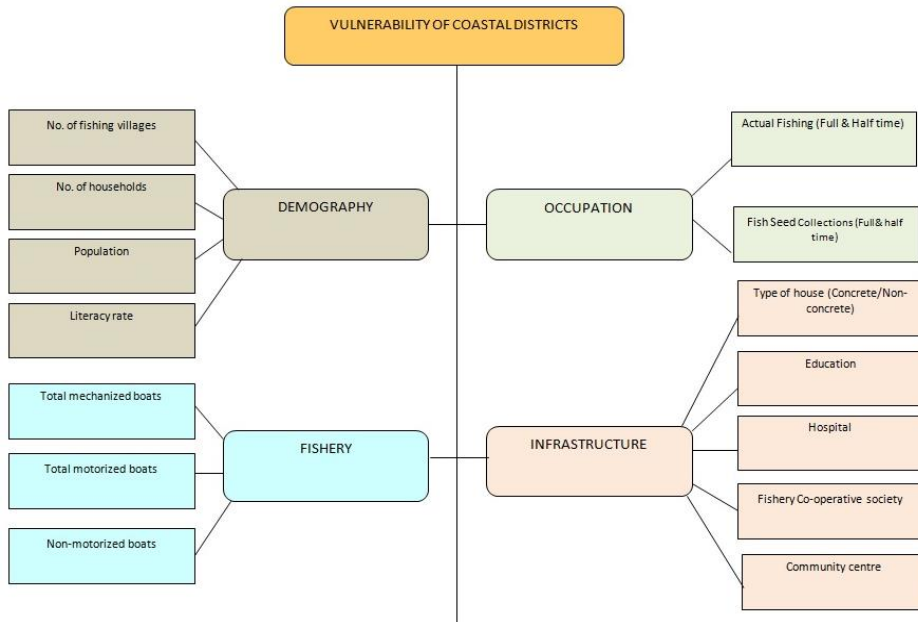 VULNERABILITY OF COASTAL DISTRICTS
No. of fishing villages
No. of households
Population
Literacy rate
DEMOGRAPHY
OCCUPATION
Actual Fishing (Full & Half time)
Fish Seed Collections (Full & half
time)
Total mechanized boats
Total motorized boats
Non-motorized boats
FISHERY
INFRASTRUCTURE
Type of house (Concrete/Non-
concrete)
Education
Hospital
Fishery Co-operative society
Community centre